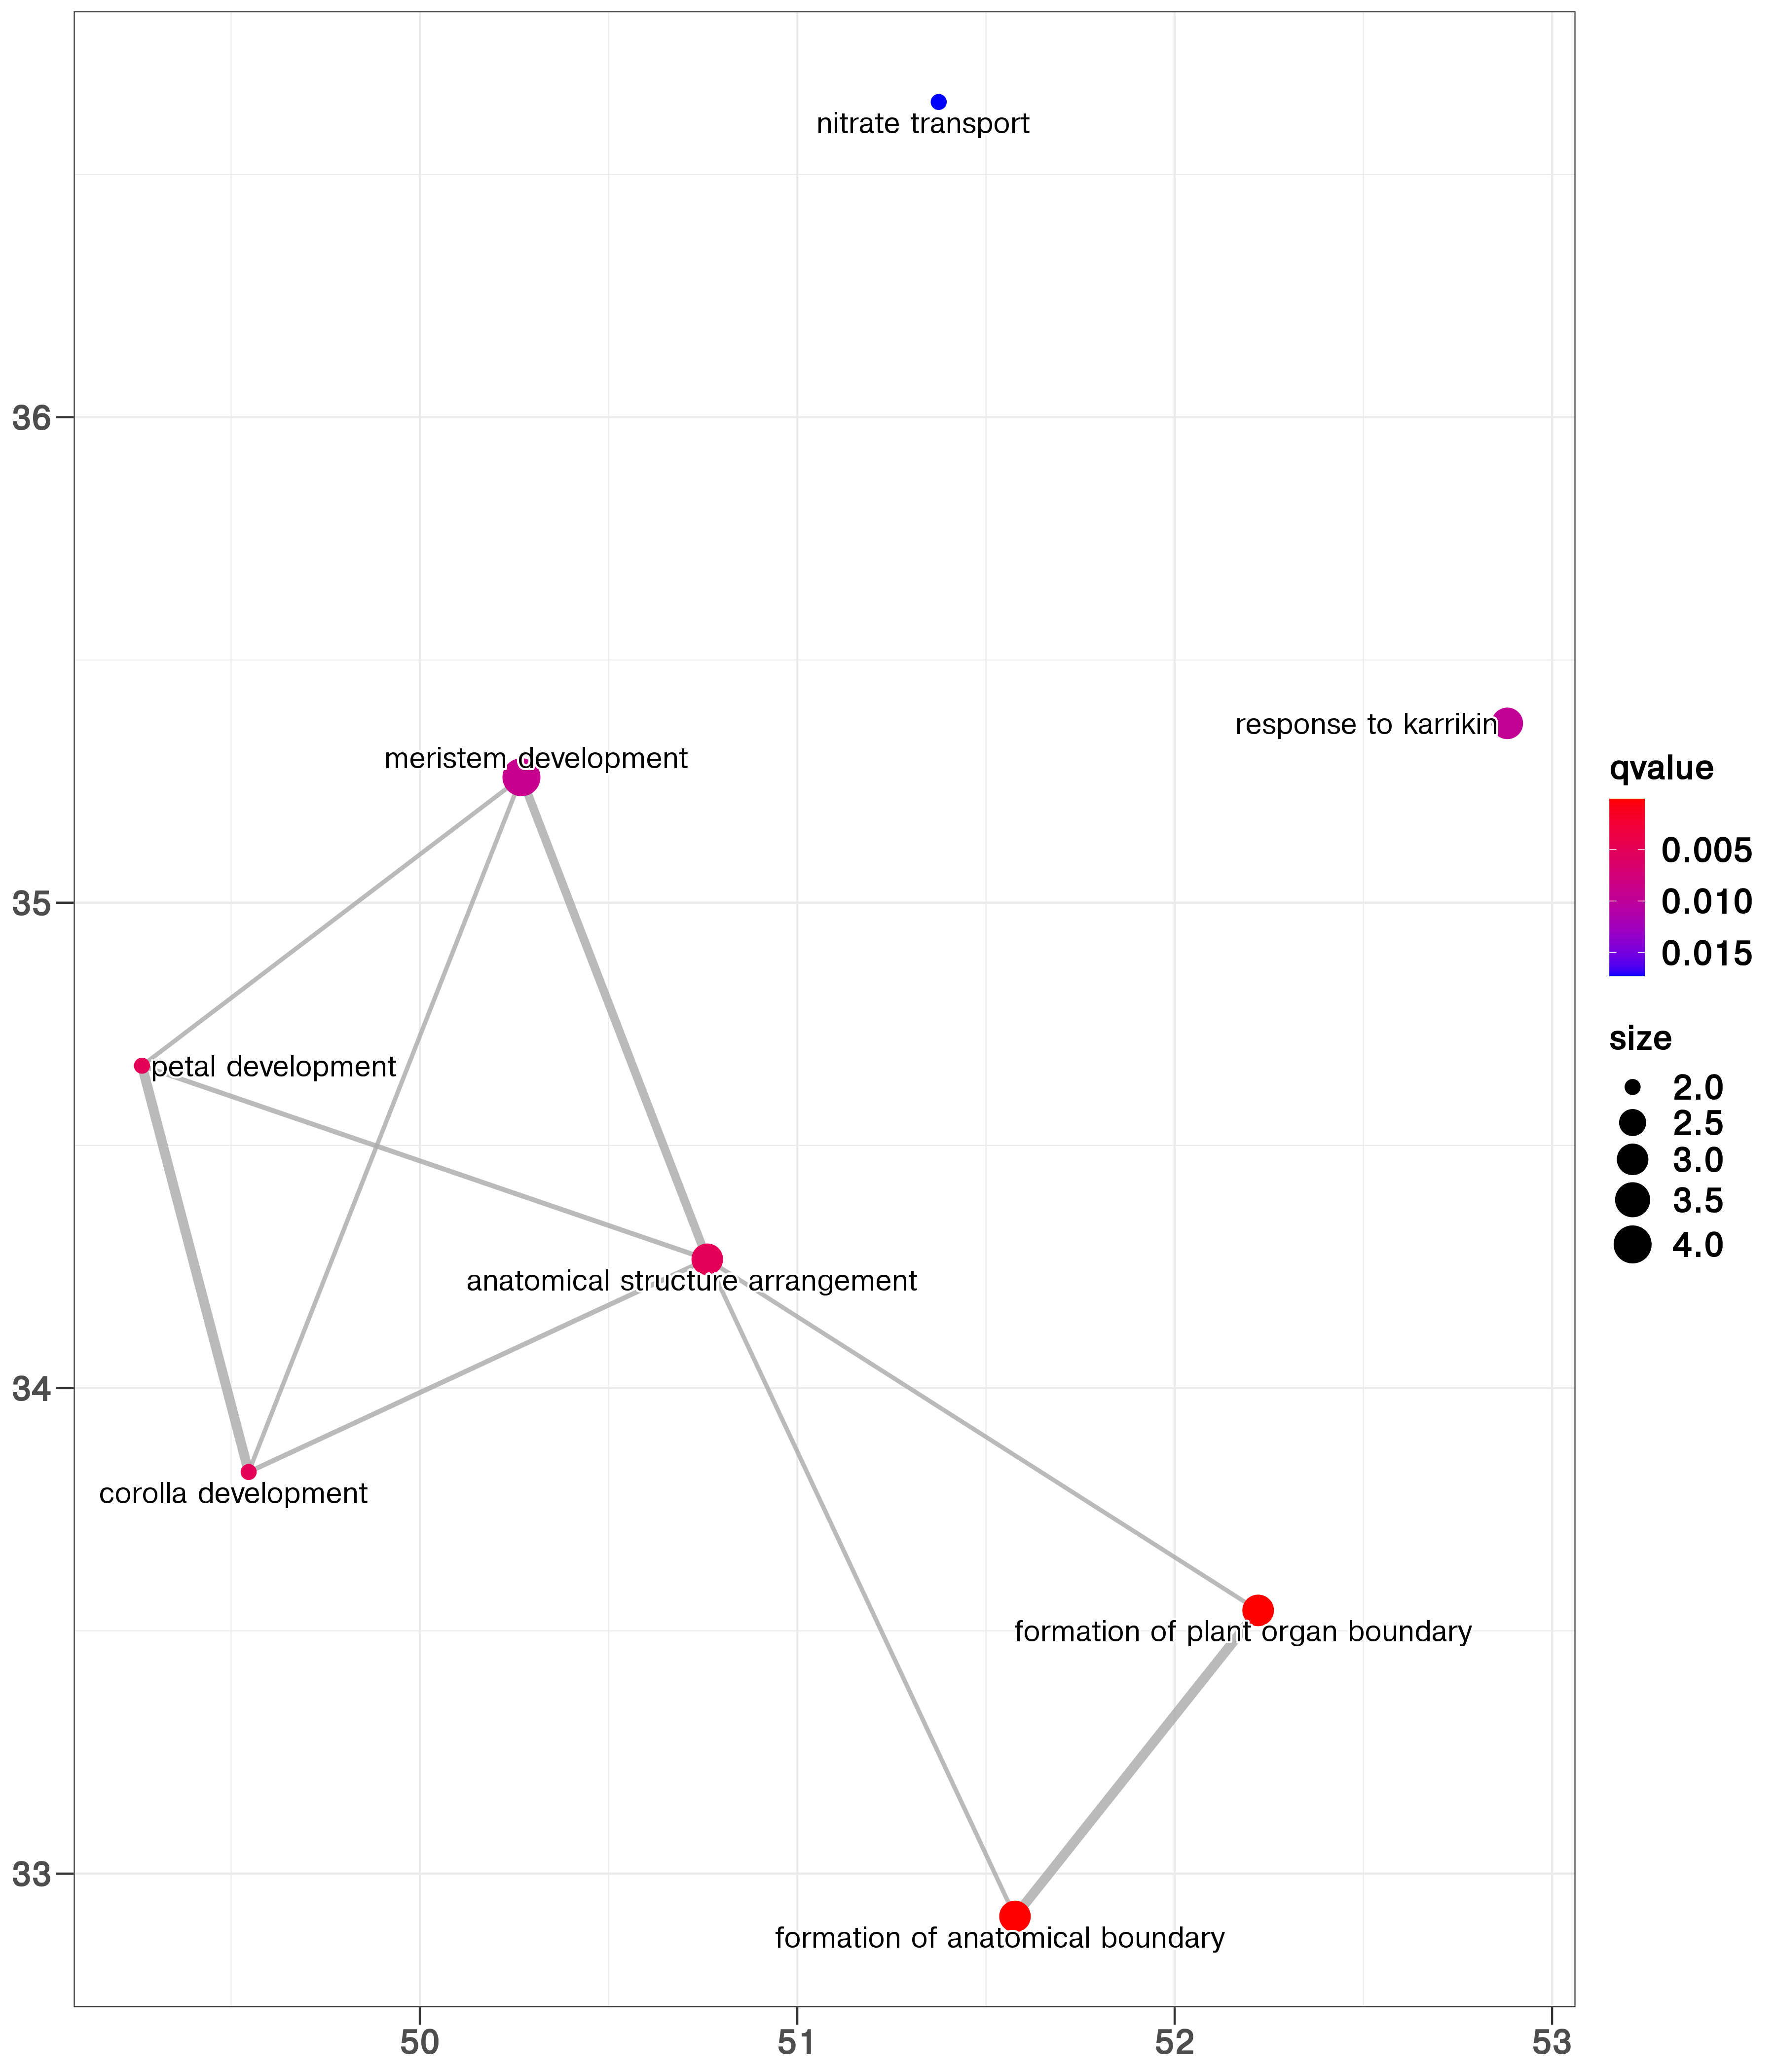 nitrate transport
36
response to karrikin
meristem development
35
petal development
anatomical structure arrangement
34
corolla development
formation of plant organ boundary
33
formation of anatomical boundary
50
51
52
53
qvalue
0.005
0.010
0.015
size
2.0
2.5
3.0
3.5
4.0